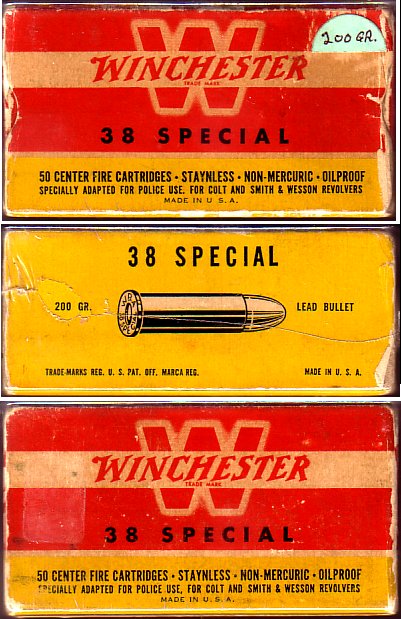 200 GR.
W
WINCHESTER
TRADE MARK
38 SPECIAL
50 CENTER FIRE CARTRIDGES · STAYNLESS · NON-MERCURIC · OILPROOF
SPECIALLY ADAPTED FOR POLICE USE, FOR COLT AND SMITH & WESSON REVOLVERS
MADE IN U. S. A.
38 SPECIAL
200 GR.
LEAD BULLET
TRADE-MARKS REG. U. S. PAT. OFF. MARCA REG.
MADE IN U. S. A.
W
WINCHESTER
TRADE MARK
38 SPECIAL
50 CENTER FIRE CARTRIDGES · STAYNLESS · NON-MERCURIC · OILPROOF
SPECIALLY ADAPTED FOR POLICE USE, FOR COLT AND SMITH & WESSON REVOLVERS
MADE IN U. S. A.